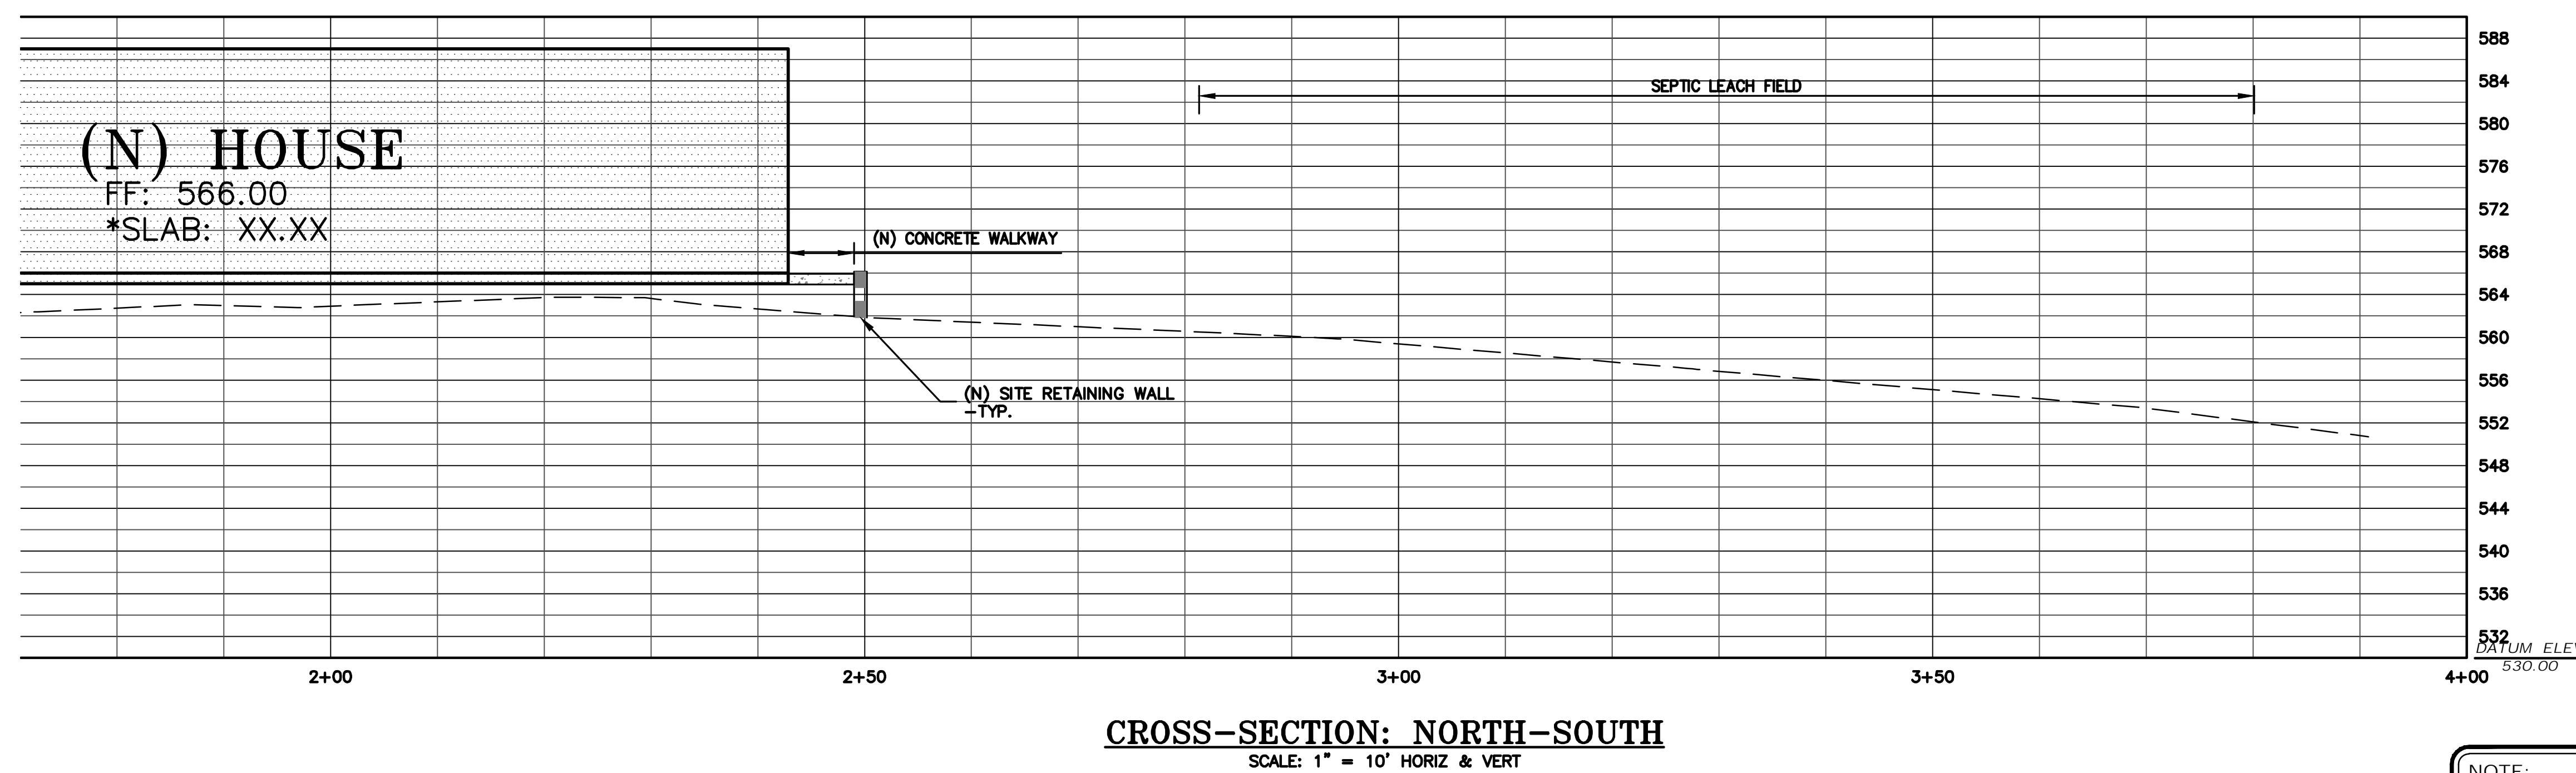 588
584
SEPTIC LEACH FIELD
580
(N) HOUSE
576
FF: 566.00
572
*SLAB: XX.XX
(N) CONCRETE WALKWAY
568
564
560
556
(N) SITE RETAINING WALL
-TYP.
552
548
544
540
536
532
DATUM
530.00
2+00
2+50
3+00
3+50
4+00
CROSS-SECTION: NORTH-SOUTH
SCALE: 1" = 10' HORIZ & VERT
NOTE: